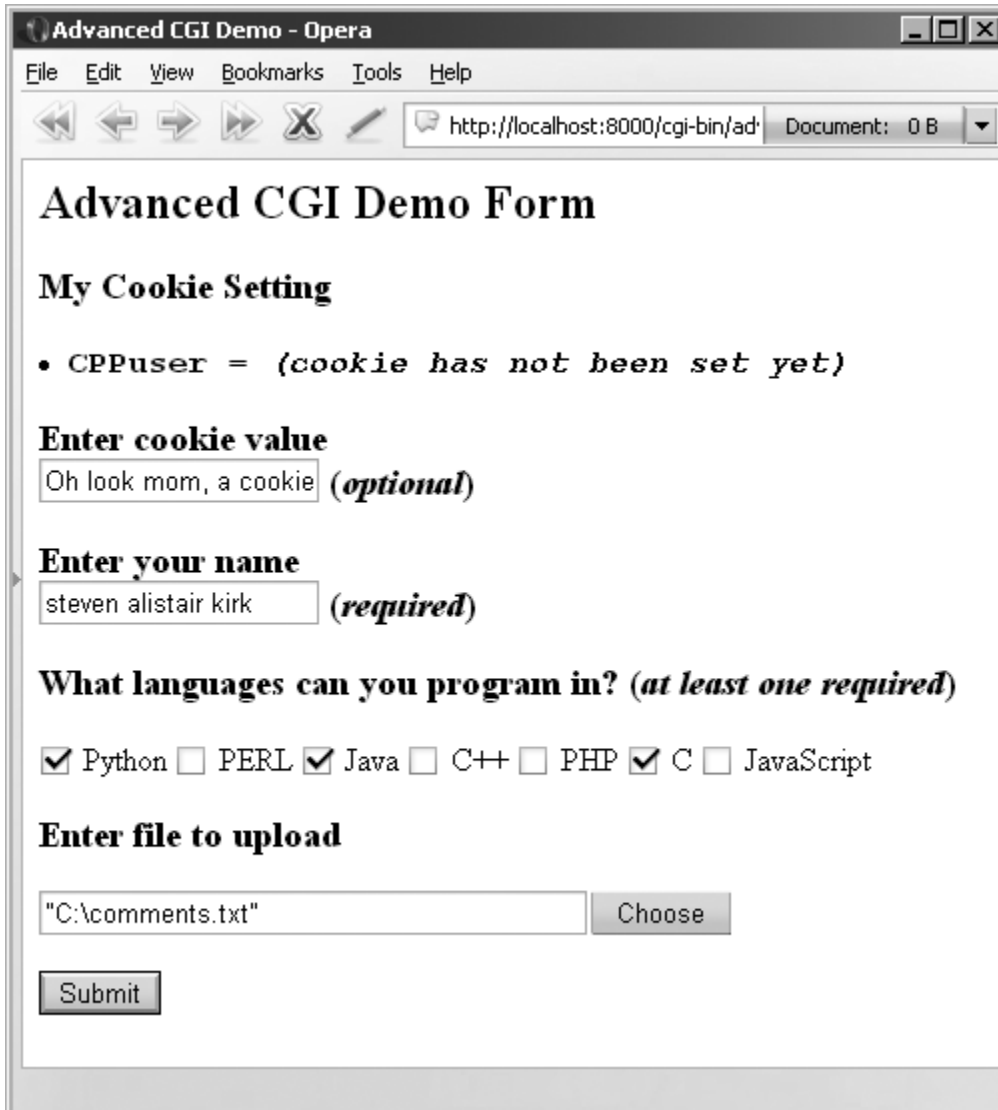 Advanced CGI Demo - Opera
File Edit View Bookmarks Tools Help
http://localhost:8000/cgi-bin/ad Document: 0 B
Advanced CGI Demo Form
My Cookie Setting
• CPPuser = (cookie has not been set yet)
Enter cookie value
Oh look mom, a cookie (optional)
Enter your name
steven alistair kirk (required)
What languages can you program in? (at least one required)
Python PERL Java C++ PHP C JavaScript
Enter file to upload
"C:\comments.txt" Choose
Submit